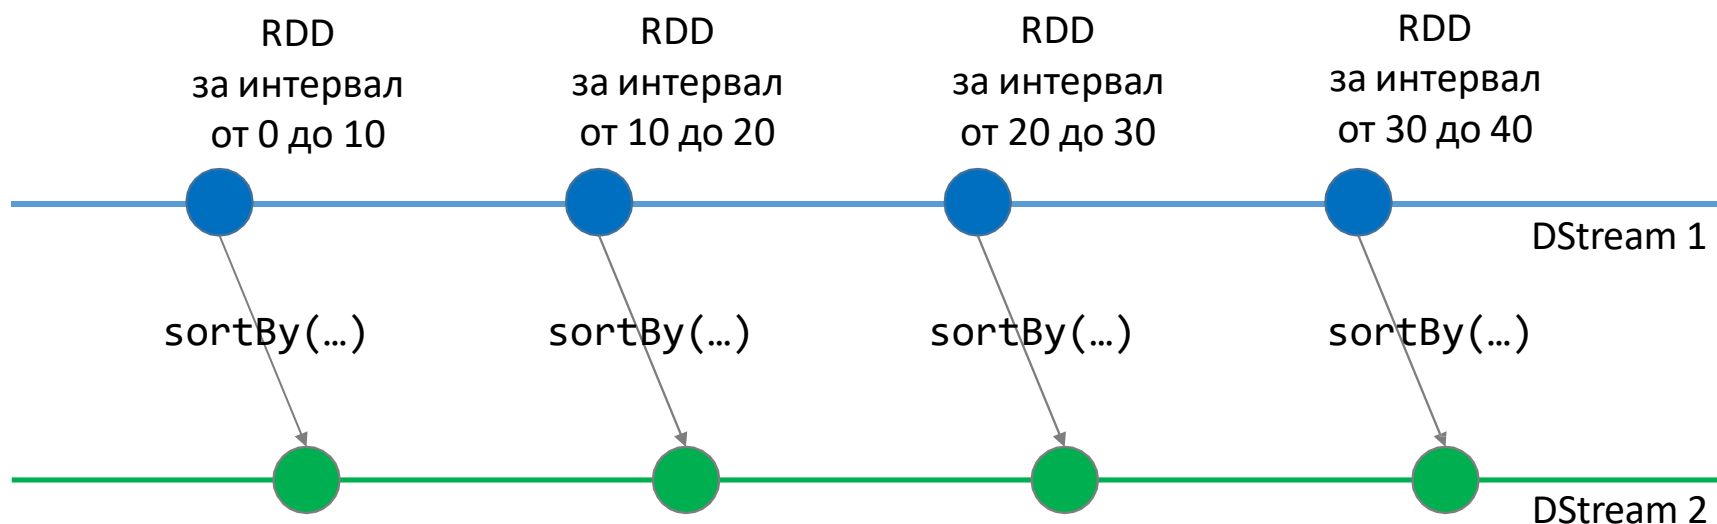 RDD
за интервал
от 0 до 10
RDD
за интервал
от 10 до 20
RDD
за интервал
от 20 до 30
RDD
за интервал
от 30 до 40
DStream 1
sortBy(…)
sortBy(…)
sortBy(…)
sortBy(…)
DStream 2